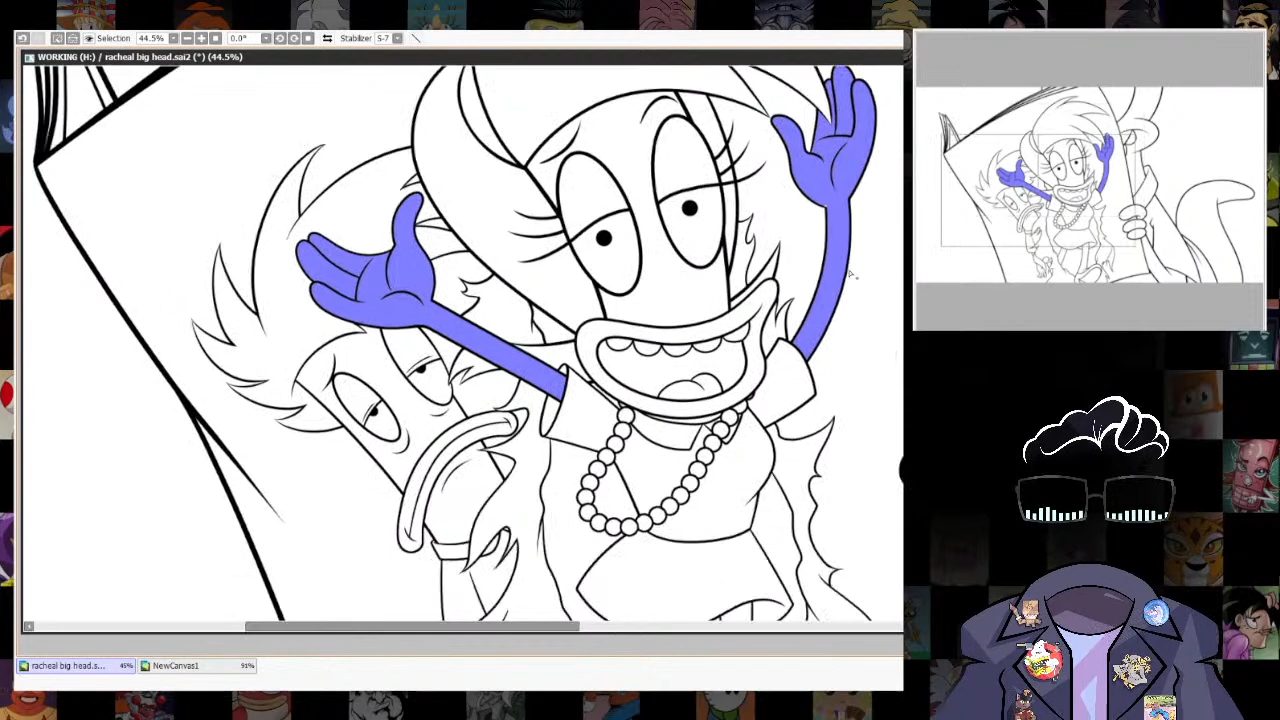 Selection 44.5% 0.0° Stabilizer S-7
WORKING (H:) / racheal big head.sai2 (*) (44.5%)
racheal big head.s... 45% NewCanvas1 91%